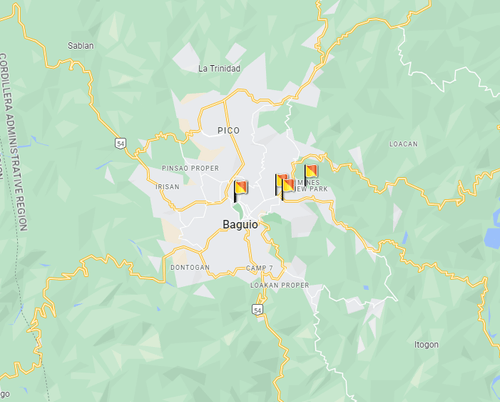 Sablan
La Trinidad
CORDILLERA ADMINISTRATIVE REGION
PICO
54
LOACAN
PINSAO PROPER
IRISAN
MINES
VIEW PARK
Baguio
DONTOGAN
CAMP 7
LOAKAN PROPER
54
Itogon
go